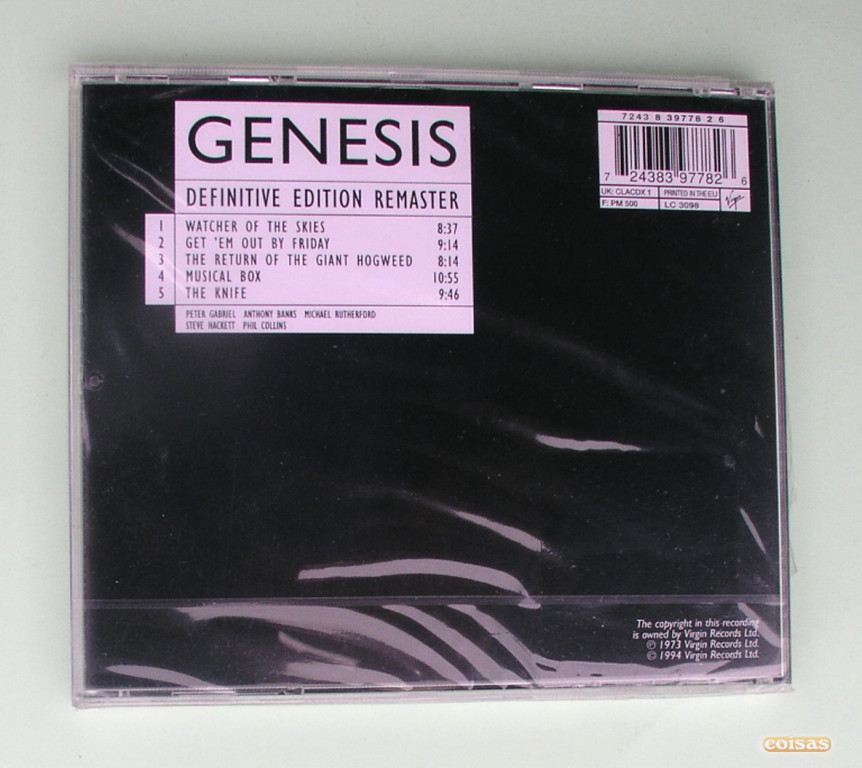 GENESIS
DEFINITIVE EDITION REMASTER
1 WATCHER OF THE SKIES 8:37
2 GET 'EM OUT BY FRIDAY 9:14
3 THE RETURN OF THE GIANT HOGWEED 8:14
4 MUSICAL BOX 10:55
5 THE KNIFE 9:46
PETER GABRIEL ANTHONY BANKS MICHAEL RUTHERFORD
STEVE HACKETT PHIL COLLINS
7243 8 39778 2 6
7 24383 97782 6
UK: CLACDX 1 PRINTED IN THE EU
F: PM 500 LC 3098 Virgin
The copyright in this recording
is owned by Virgin Records Ltd.
℗ 1973 Virgin Records Ltd.
© 1994 Virgin Records Ltd.
coisas